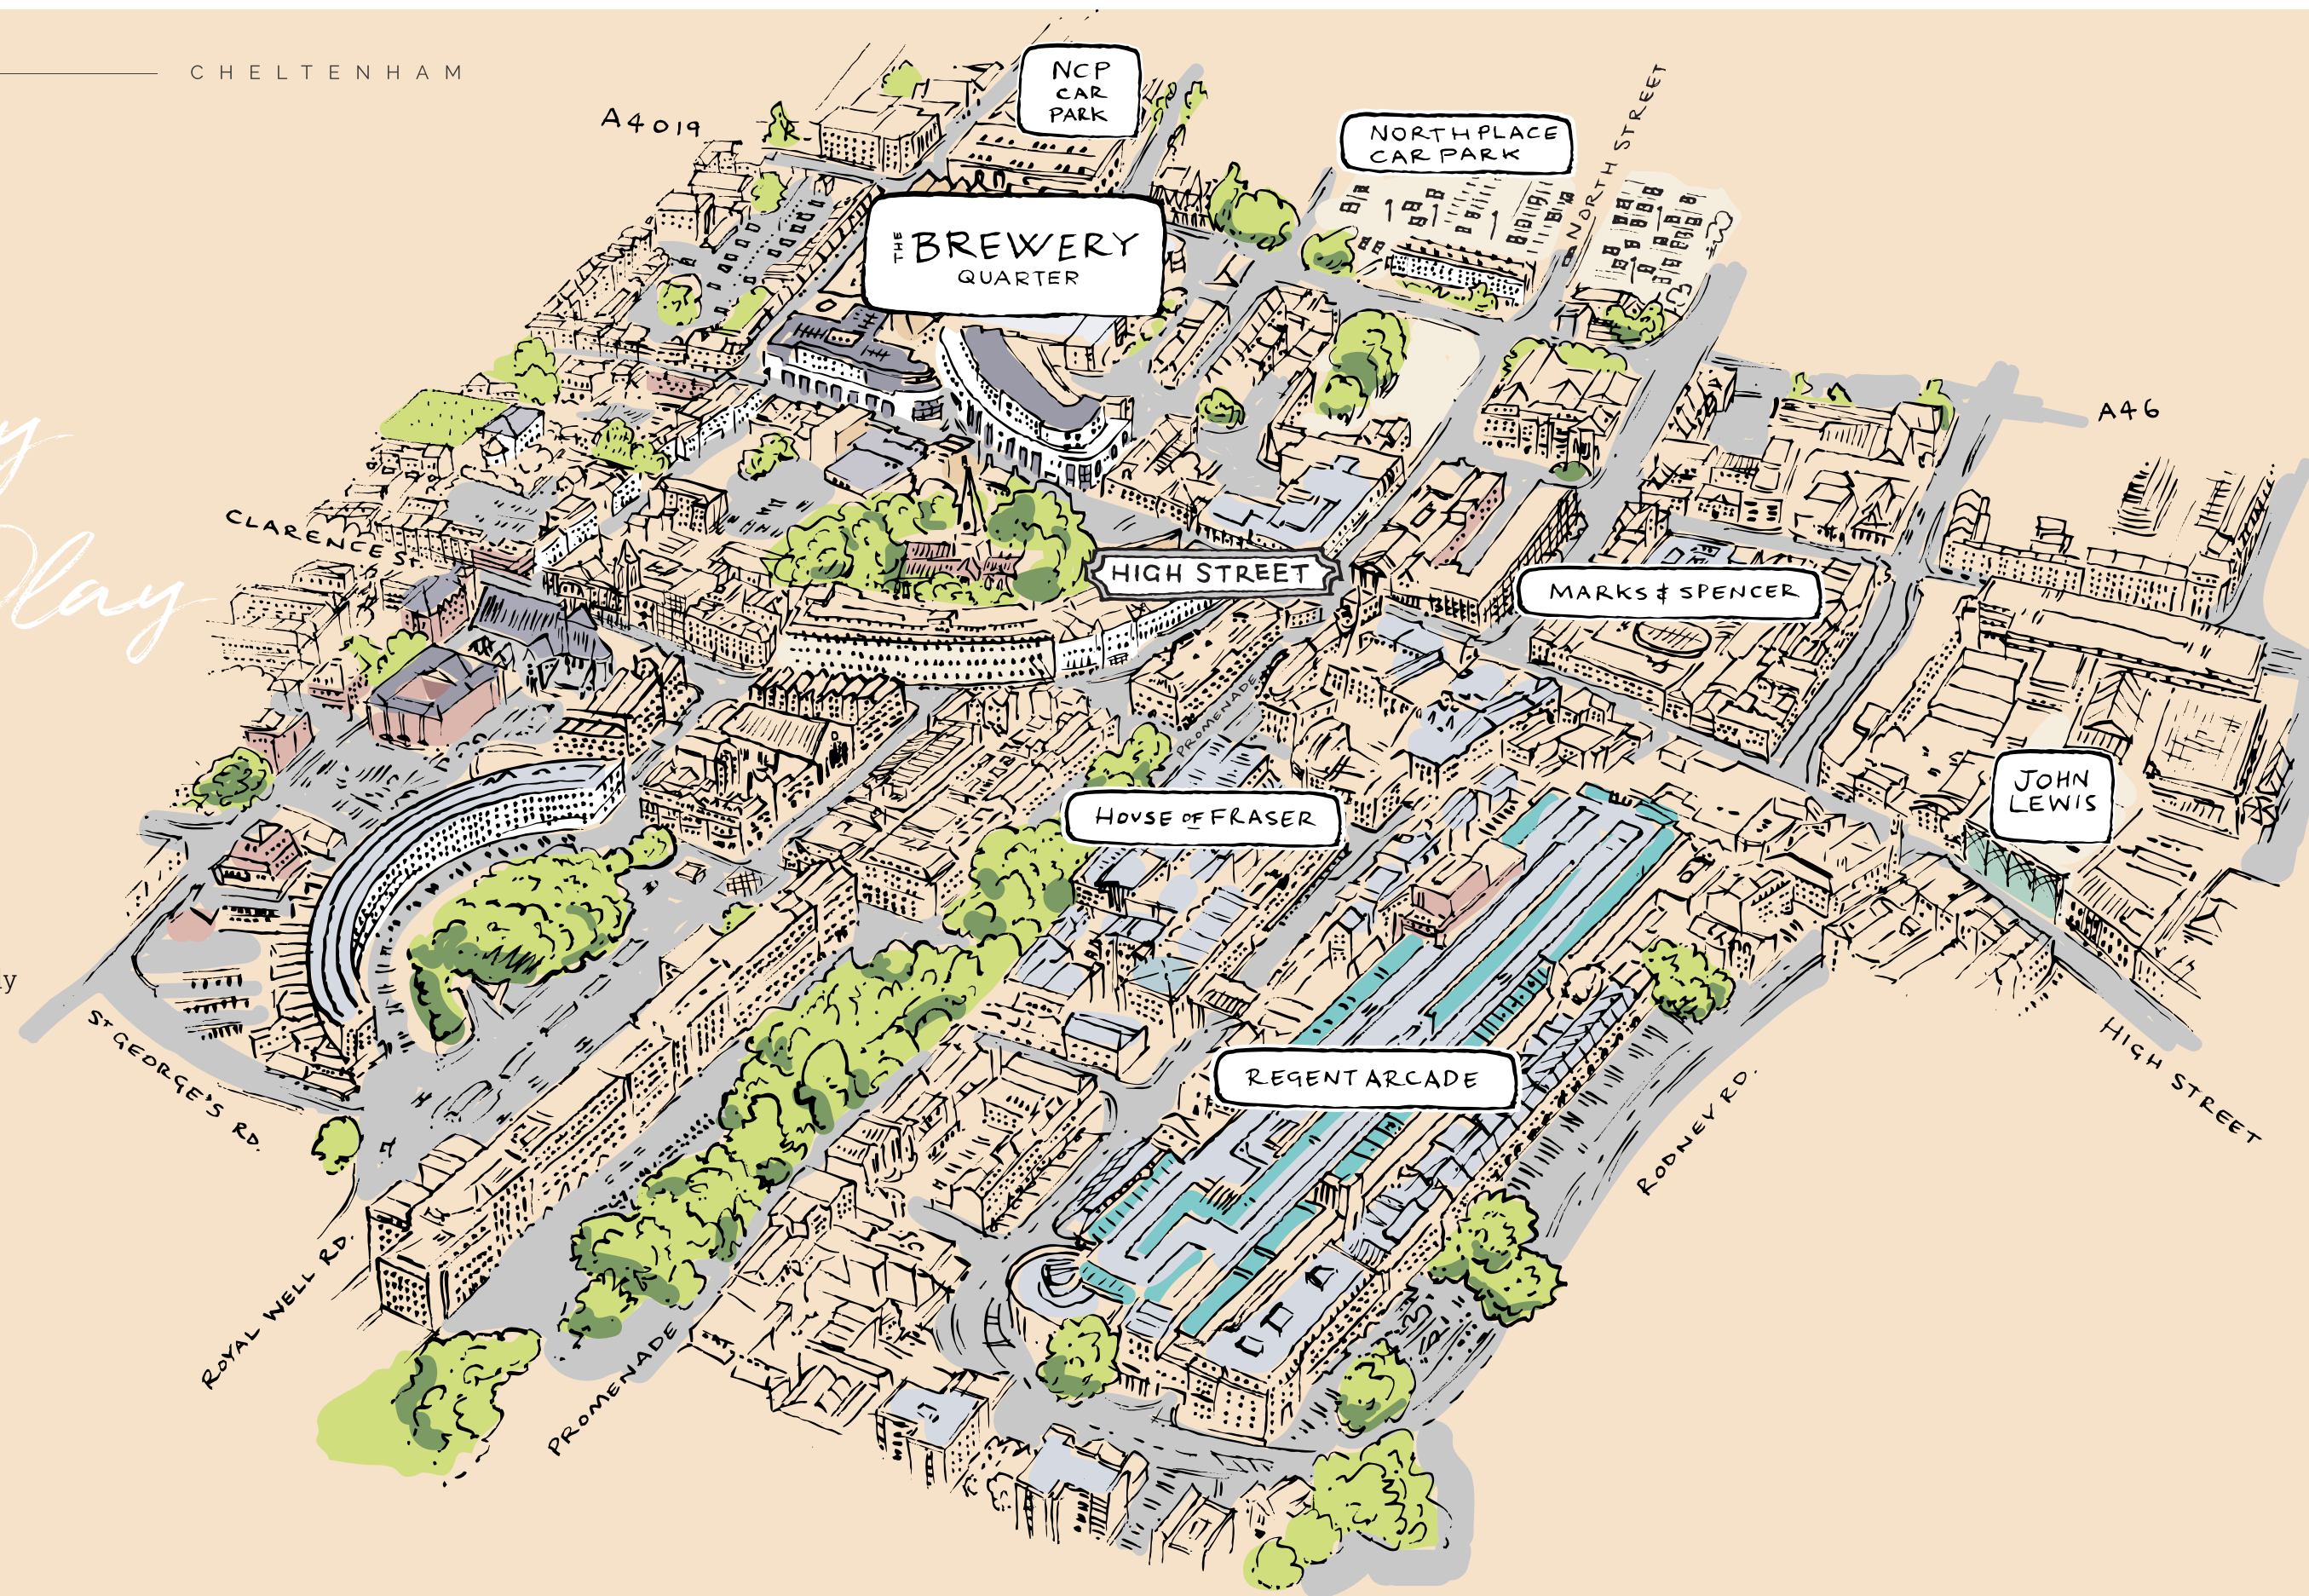 CHELTENHAM
NCP
CAR
PARK
A4019
NORTH PLACE
CAR PARK
NORTH STREET
THE BREWERY
QUARTER
A46
CLARENCE ST
lay
HIGH STREET
MARKS & SPENCER
PROMENADE
JOHN
LEWIS
HOUSE OF FRASER
ST GEORGE'S RD.
REGENT ARCADE
HIGH STREET
RODNEY RD.
ROYAL WELL RD.
PROMENADE